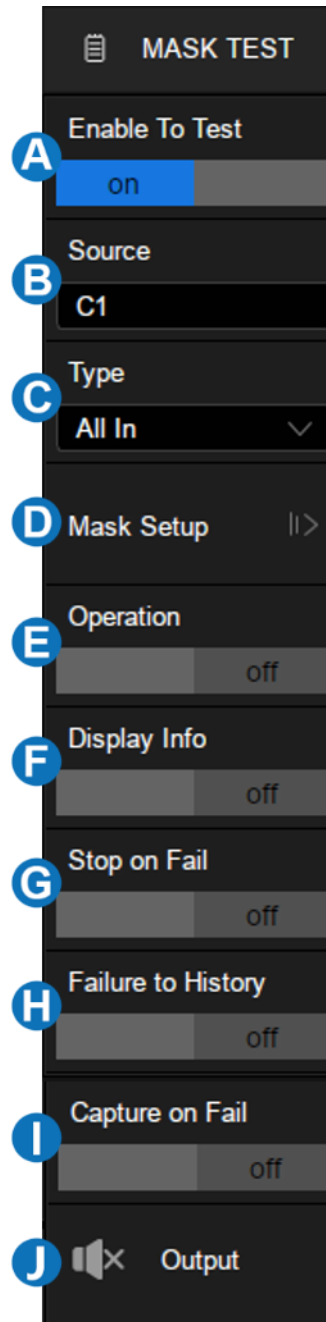 MASK TEST
Enable To Test
A
on
Source
B
C1
Type
C
All In
D Mask Setup
Operation
E
off
Display Info
F
off
Stop on Fail
G
off
Failure to History
H
off
Capture on Fail
I
off
J Output